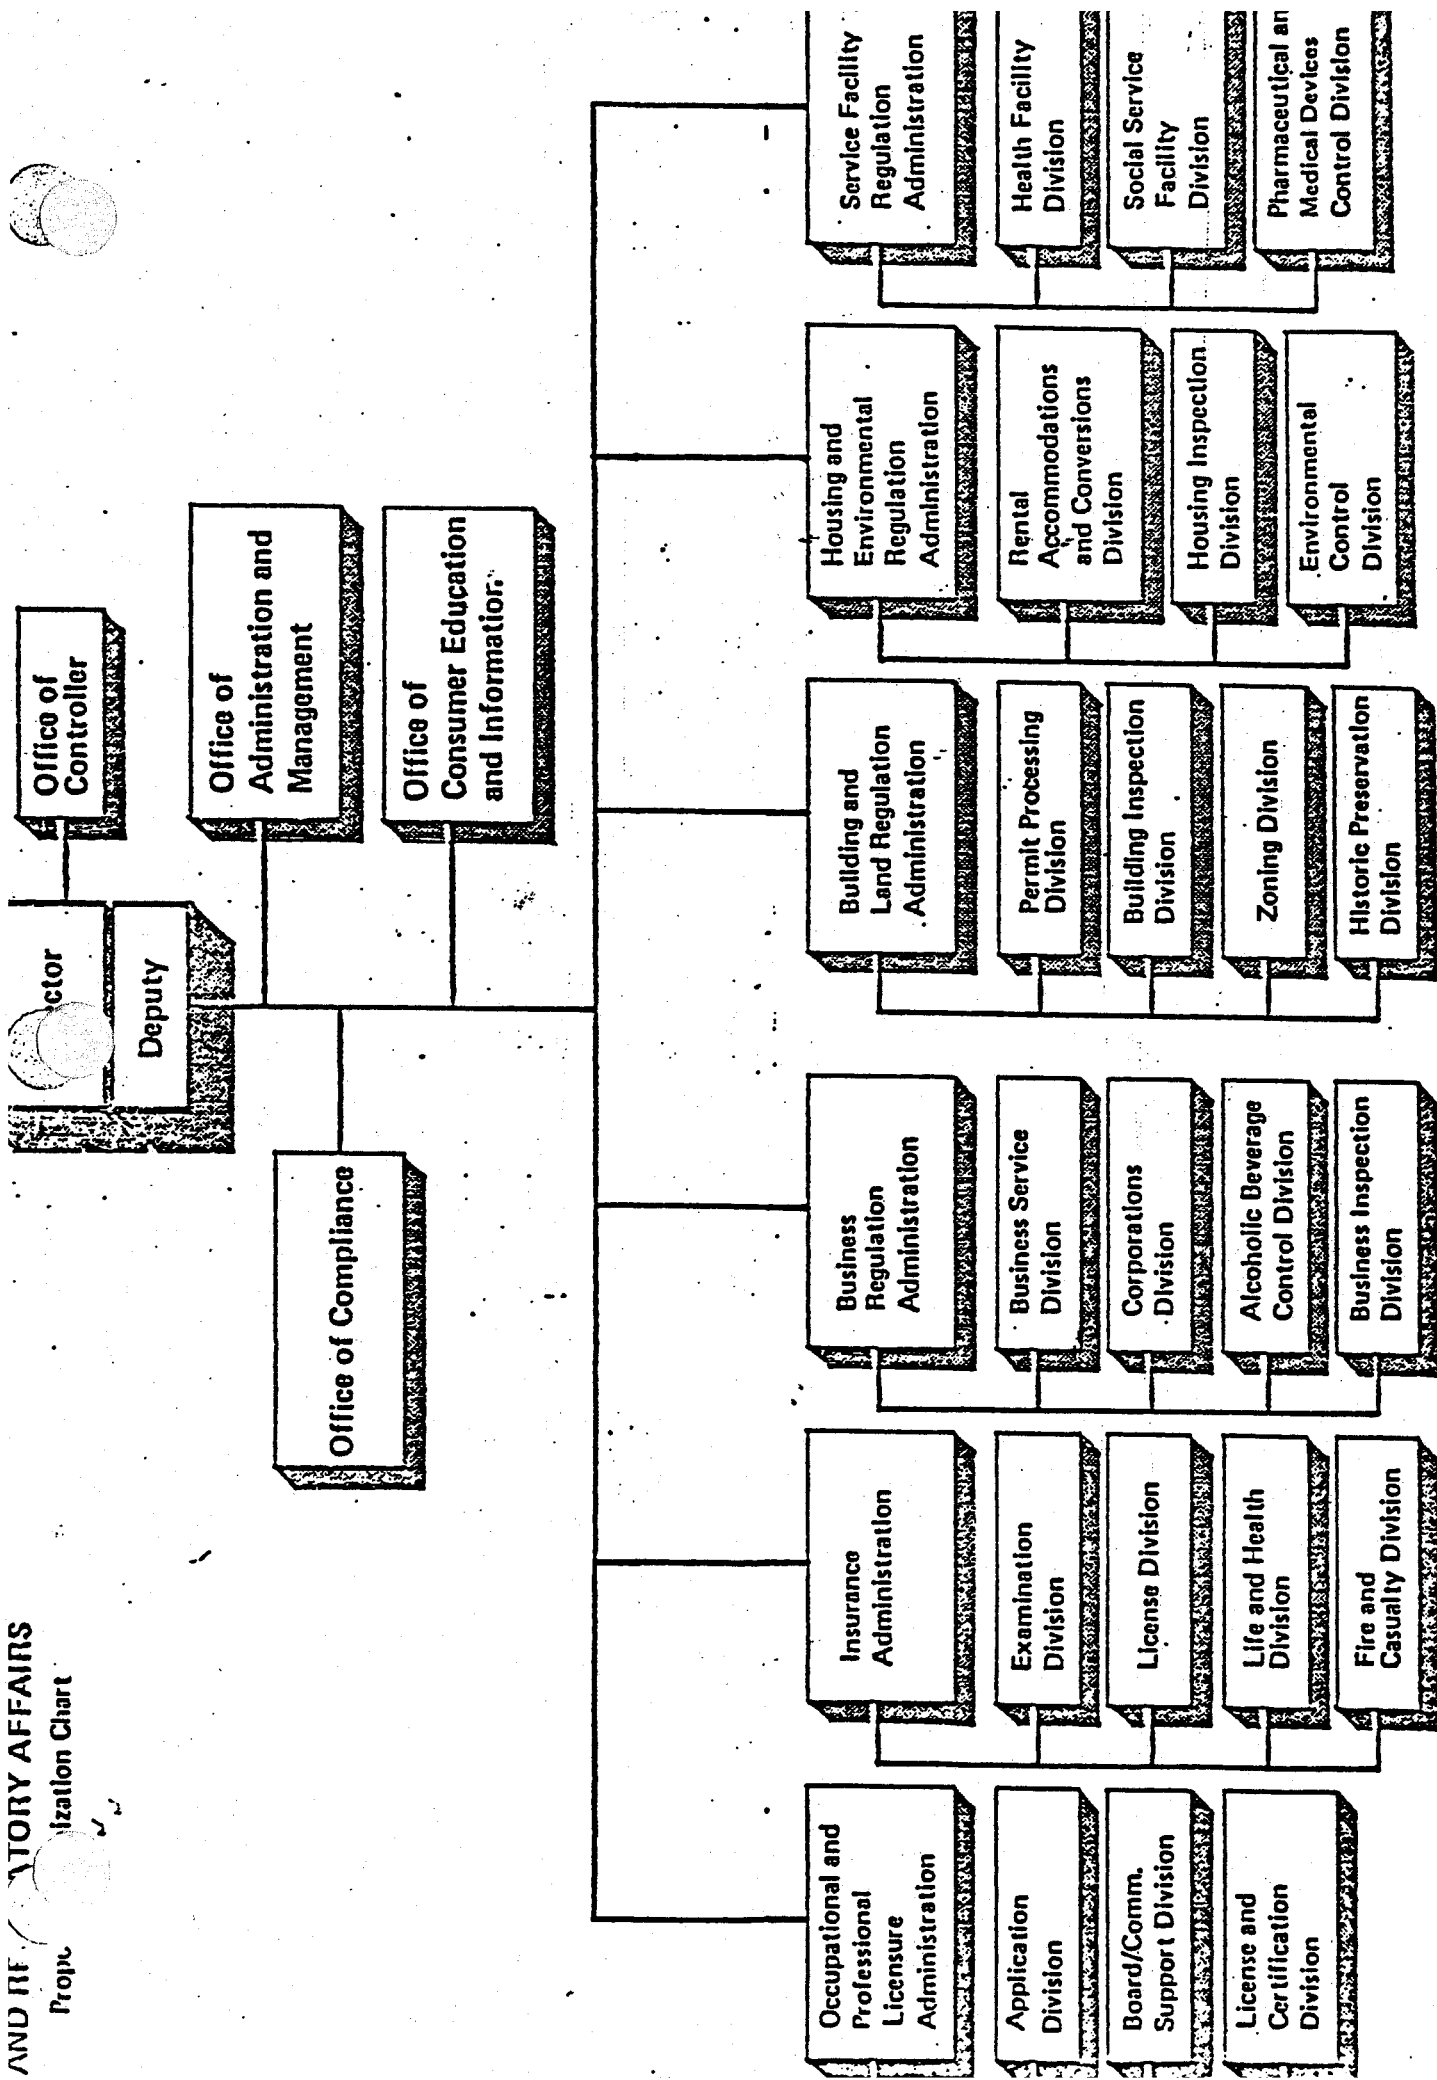 AND RE ATORY AFFAIRS
ization Chart
ctor
Deputy
Office of
Controller
Office of
Administration and
Management
Office of Compliance
Office of
Consumer Education
and Information
Occupational and
Professional
Licensure
Administration
Application
Division
Board/Comm.
Support Division
License and
Certification
Division
Insurance
Administration
Examination
Division
License Division
Life and Health
Division
Fire and
Casualty Division
Business
Regulation
Administration
Business Service
Division
Corporations
Division
Alcoholic Beverage
Control Division
Business Inspection
Division
Building and
Land Regulation
Administration
Permit Processing
Division
Building Inspection
Division
Zoning Division
Historic Preservation
Division
Housing and
Environmental
Regulation
Administration
Rental
Accommodations
and Conversions
Division
Housing Inspection
Division
Environmental
Control
Division
Service Facility
Regulation
Administration
Health Facility
Division
Social Service
Facility
Division
Pharmaceutical an
Medical Devices
Control Division